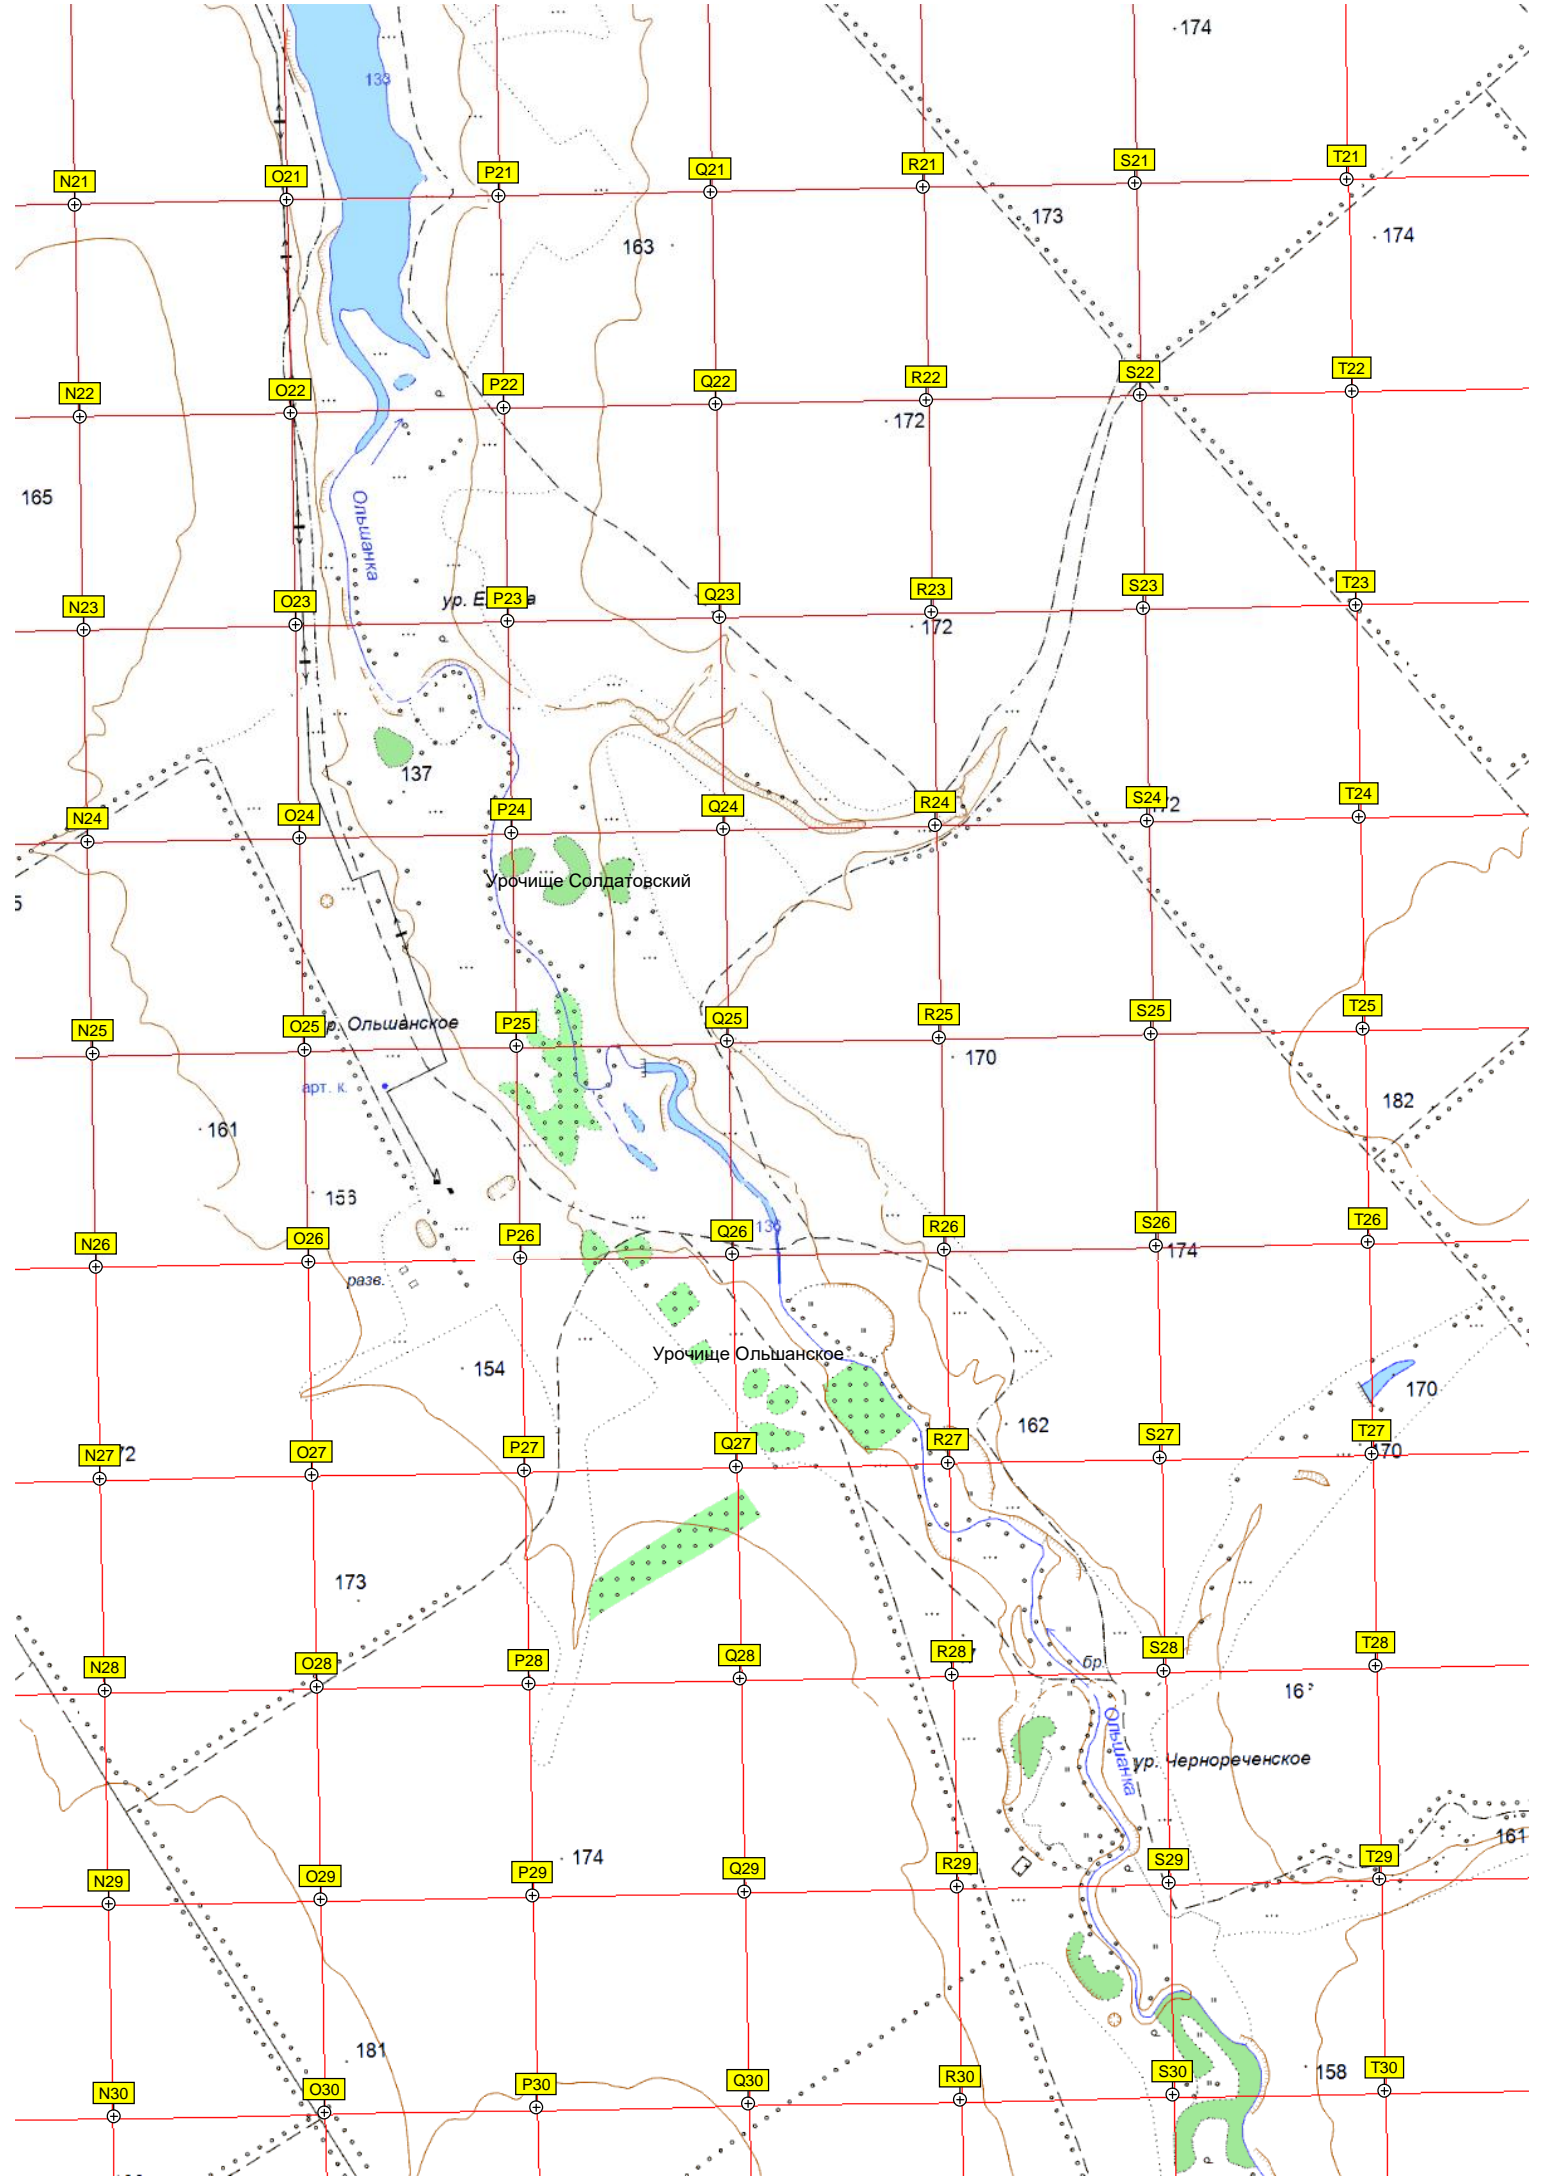 174
133
N21
O21
P21
Q21
R21
S21
T21
173
163
174
N22
O22
P22
Q22
R22
S22
T22
172
165
Ольшанка
N23
O23
ур.
P23
Q23
R23
S23
T23
172
137
N24
O24
P24
Q24
R24
S24
T24
Урочище Солдатовский
5
N25
O25
р. Ольшанское
P25
Q25
R25
S25
T25
170
арт. к.
182
161
N26
O26
P26
Q26
R26
S26
T26
174
разв.
Урочище Ольшанское
154
170
162
N27
O27
P27
Q27
R27
S27
T27
70
173
N28
O28
P28
Q28
R28
S28
T28
бр.
Ольшанка
ур. Чернореченское
161
174
N29
O29
P29
Q29
R29
S29
T29
181
158
N30
O30
P30
Q30
R30
S30
T30